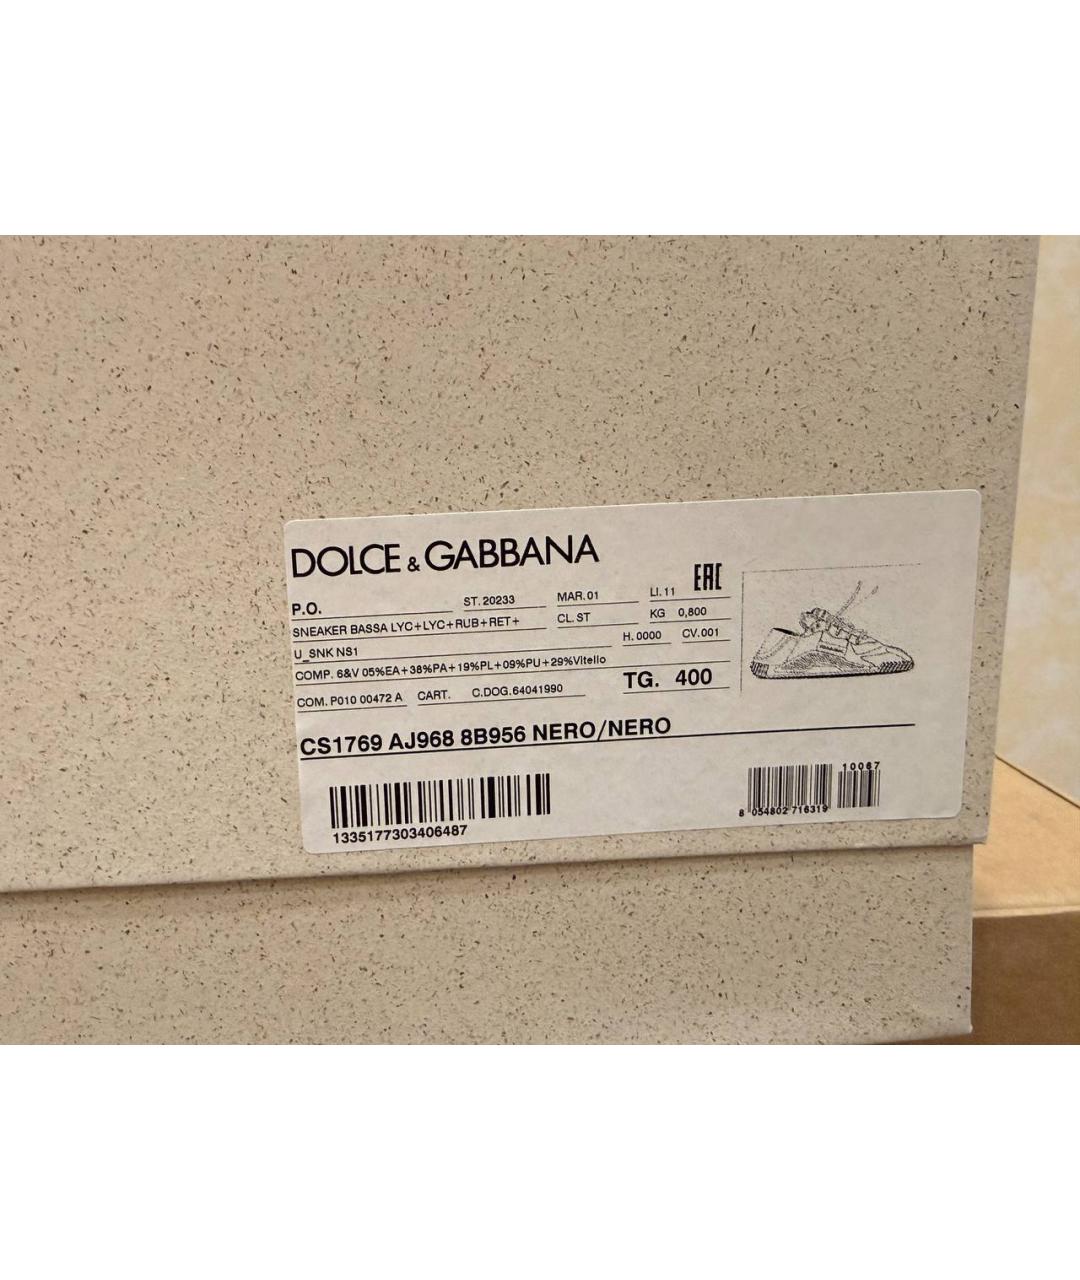 DOLCE & GABBANA
P.O. ST. 20233 MAR. 01 LI. 11 EAC
SNEAKER BASSA LYC+LYC+RUB+RET+ CL. ST KG 0,800
U_SNK NS1 H. 0000 CV. 001
COMP. 6&V 05%EA+38%PA+19%PL+09%PU+29%Vitello
COM. P010 00472 A CART. C.DOG. 64041990 TG. 400
CS1769 AJ968 8B956 NERO/NERO
10067
1335177303406487 8 054802 716319